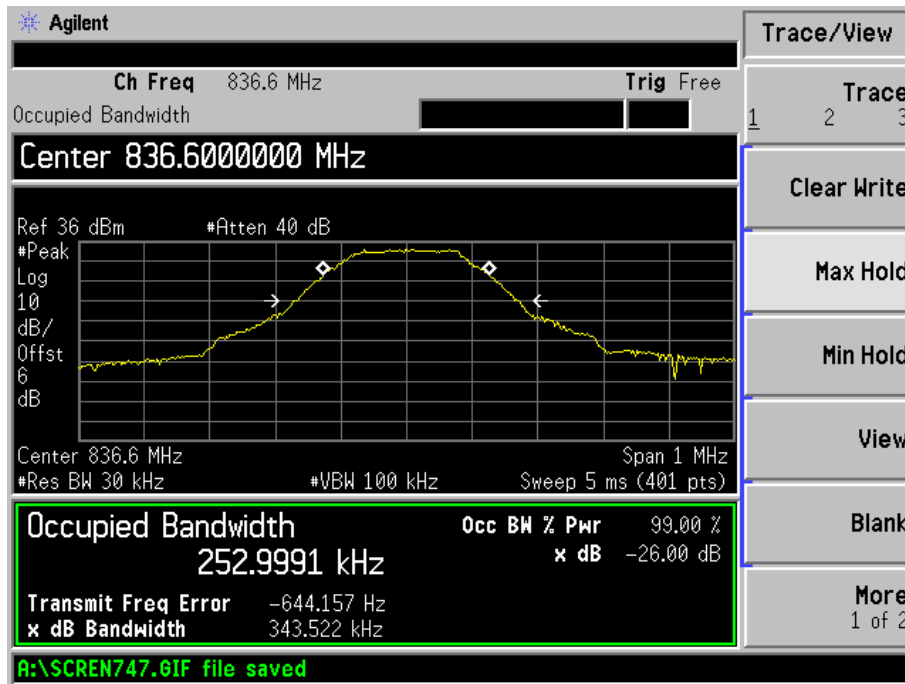 Agilent
Trace/View
Ch Freq 836.6 MHz Trig Free
Occupied Bandwidth
Trace
1 2 3
Center 836.6000000 MHz
Clear Write
Ref 36 dBm #Atten 40 dB
#Peak
Log
10
dB/
Offst
6
dB
Max Hold
Min Hold
Center 836.6 MHz Span 1 MHz
#Res BW 30 kHz #VBW 100 kHz Sweep 5 ms (401 pts)
View
Occupied Bandwidth Occ BW % Pwr 99.00 %
252.9991 kHz x dB -26.00 dB
Blank
Transmit Freq Error -644.157 Hz
x dB Bandwidth 343.522 kHz
More
1 of 2
A:\SCREN747.GIF file saved